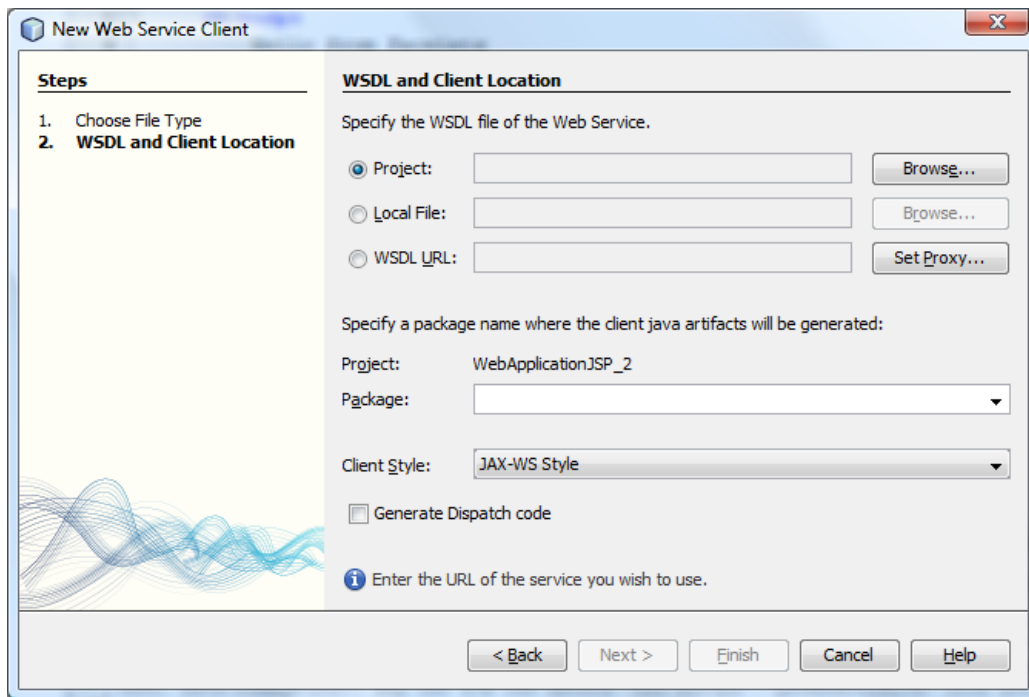 New Web Service Client
Steps
1. Choose File Type
2. WSDL and Client Location
WSDL and Client Location
Specify the WSDL file of the Web Service.
Project: Browse...
Local File: Browse...
WSDL URL: Set Proxy...
Specify a package name where the client java artifacts will be generated:
Project: WebApplicationJSP_2
Package:
Client Style: JAX-WS Style
Generate Dispatch code
Enter the URL of the service you wish to use.
< Back Next > Finish Cancel Help